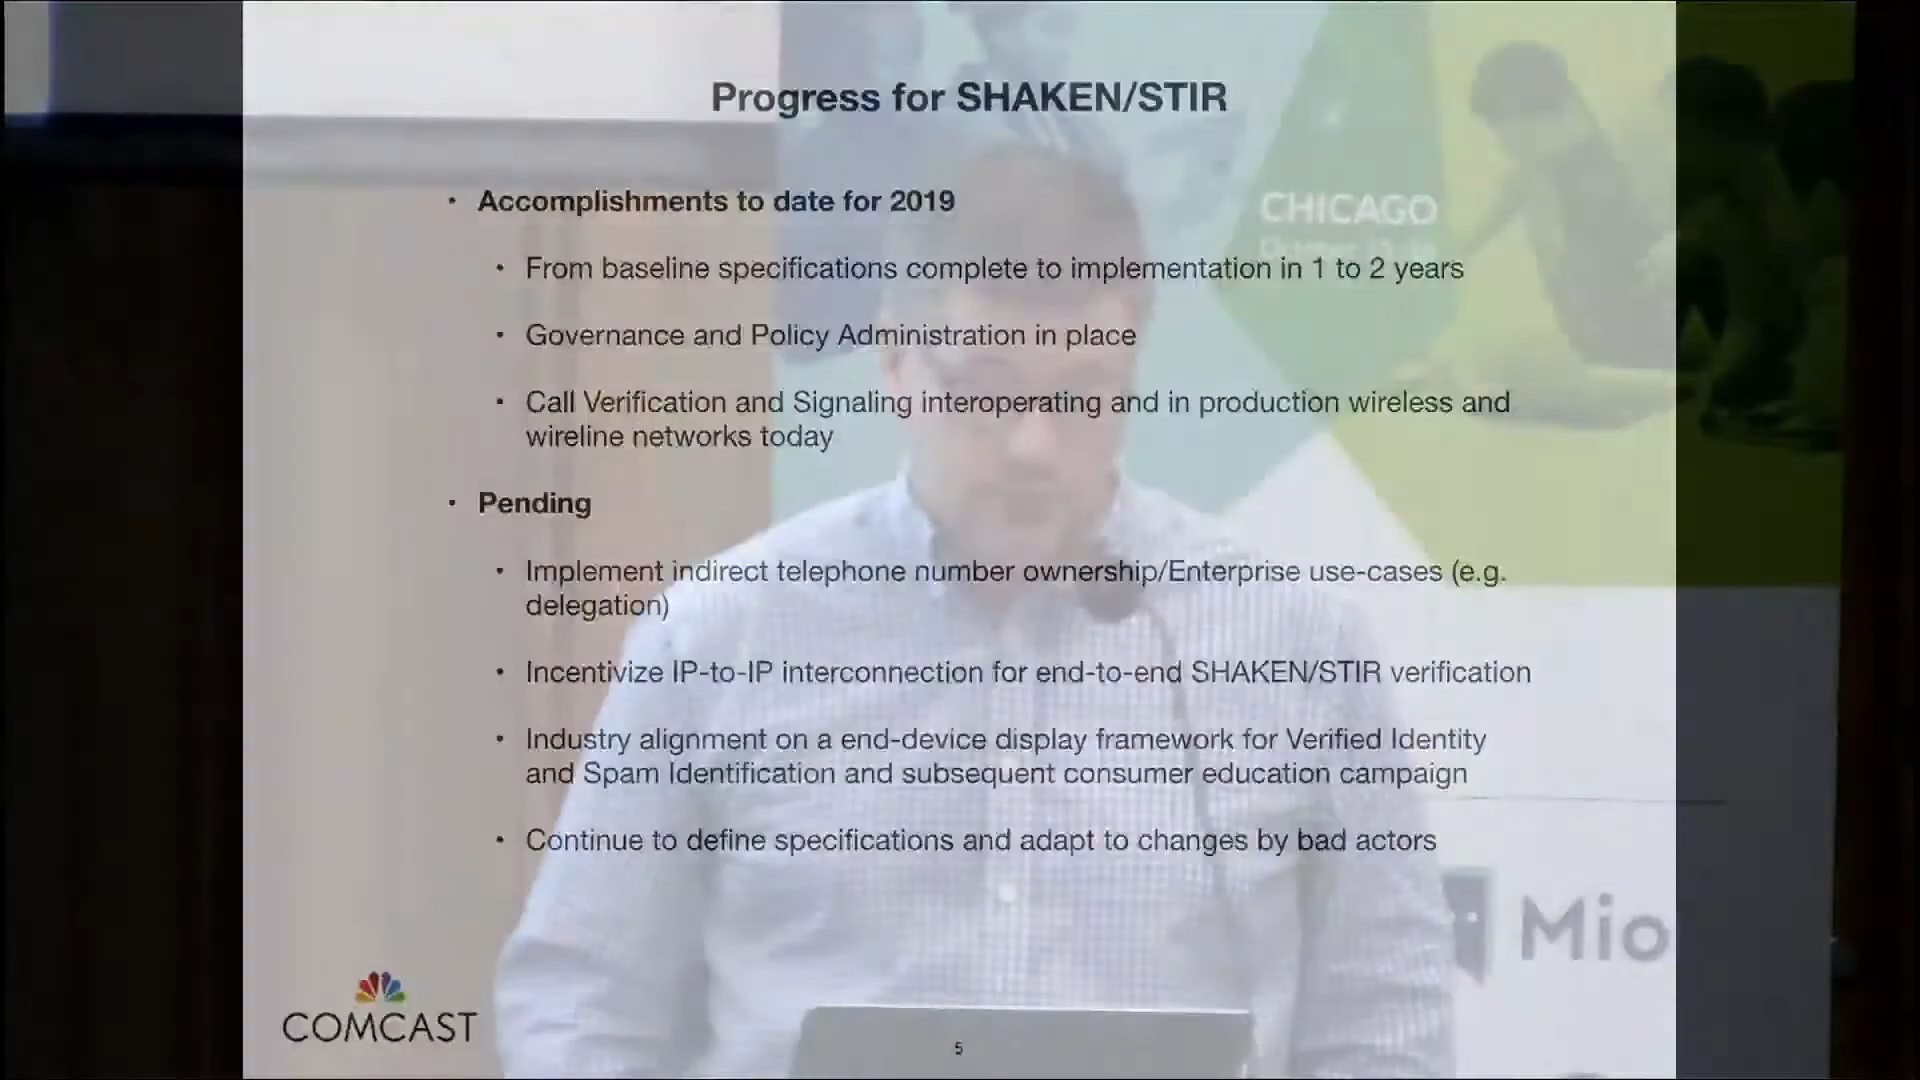 Progress for SHAKEN/STIR
• Accomplishments to date for 2019
• From baseline specifications complete to implementation in 1 to 2 years
• Governance and Policy Administration in place
• Call Verification and Signaling interoperating and in production wireless and
wireline networks today
• Pending
• Implement indirect telephone number ownership/Enterprise use-cases (e.g.
delegation)
• Incentivize IP-to-IP interconnection for end-to-end SHAKEN/STIR verification
• Industry alignment on a end-device display framework for Verified Identity
and Spam Identification and subsequent consumer education campaign
• Continue to define specifications and adapt to changes by bad actors
COMCAST
5
CHICAGO
Mio